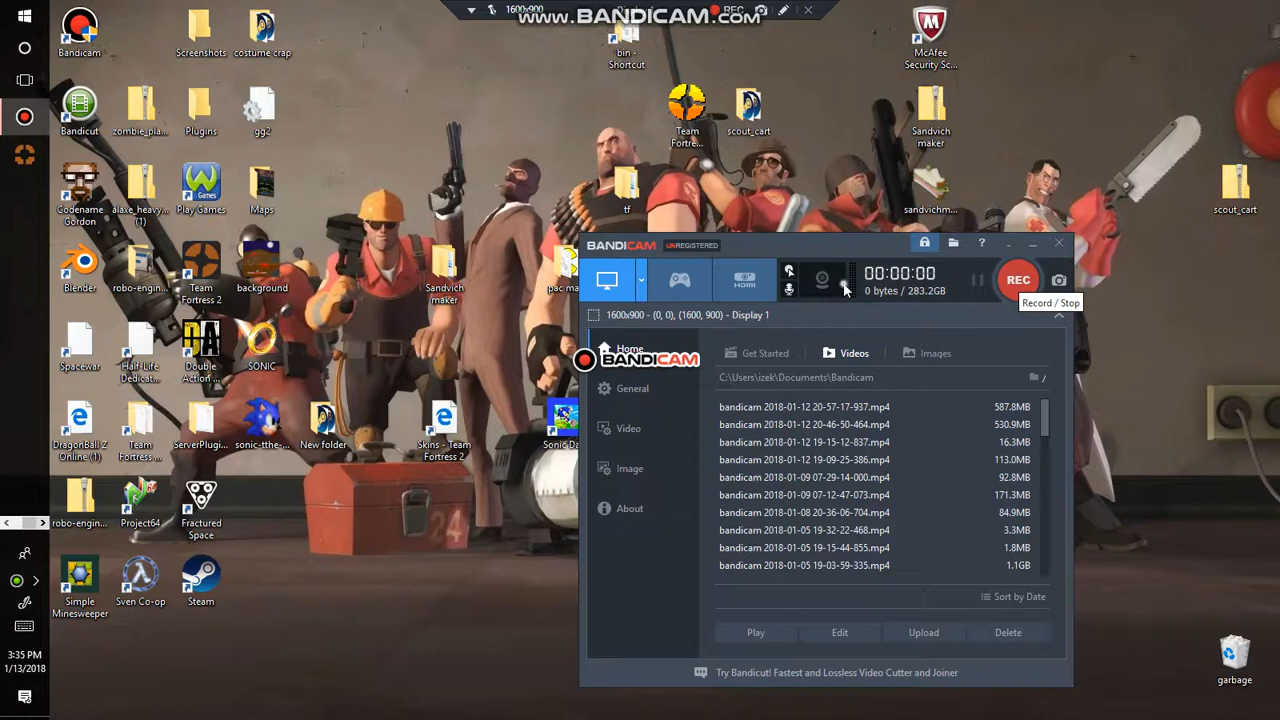 1600x900
REC
www.BANDICAM.com
Bandicam
Screenshots
costume crap
bin -
Shortcut
McAfee
Security Sc...
Bandicut
zombie_pla...
Plugins
gg2
Team
Fortre...
scout_cart
Sandvich
maker
Codename
Gordon
alaxe_heavy...
(1)
Play Games
W
Games
Maps
tf
sandvichm...
scout_cart
Blender
robo-engin...
Team
Fortress 2
background
Sandvich
maker
pac ma
Spacewar
Half-Life
Dedicat...
Double
Action ...
SONIC
DragonBall Z
Online (1)
Team
Fortress ...
ServerPlugin...
sonic-tthe-...
New folder
Skins - Team
Fortress 2
Sonic Da
robo-engin...
Project64
Fractured
Space
Simple
Minesweeper
Sven Co-op
Steam
24
garbage
3:35 PM
1/13/2018
BANDICAM
UNREGISTERED
HDMI
00:00:00
0 bytes / 283.2GB
REC
Record / Stop
1600x900 - (0, 0), (1600, 900) - Display 1
Home
BANDICAM
General
Video
Image
About
Get Started
Videos
Images
C:\Users\izek\Documents\Bandicam
/
bandicam 2018-01-12 20-57-17-937.mp4 587.8MB
bandicam 2018-01-12 20-46-50-464.mp4 530.9MB
bandicam 2018-01-12 19-15-12-837.mp4 16.3MB
bandicam 2018-01-12 19-09-25-386.mp4 113.0MB
bandicam 2018-01-09 07-29-14-000.mp4 92.8MB
bandicam 2018-01-09 07-12-47-073.mp4 171.3MB
bandicam 2018-01-08 20-36-06-704.mp4 84.9MB
bandicam 2018-01-05 19-32-22-468.mp4 3.3MB
bandicam 2018-01-05 19-15-44-855.mp4 1.8MB
bandicam 2018-01-05 19-03-59-335.mp4 1.1GB
Sort by Date
Play
Edit
Upload
Delete
Try Bandicut! Fastest and Lossless Video Cutter and Joiner